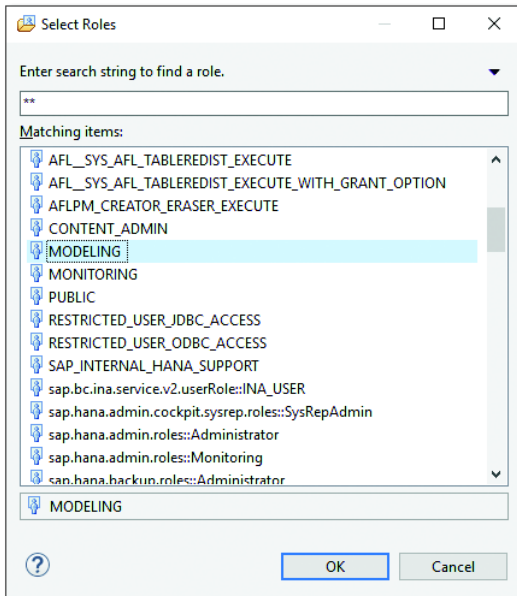 Select Roles
Enter search string to find a role.
**
Matching items:
AFL__SYS_AFL_TABLEREDIST_EXECUTE
AFL__SYS_AFL_TABLEREDIST_EXECUTE_WITH_GRANT_OPTION
AFLPM_CREATOR_ERASER_EXECUTE
CONTENT_ADMIN
MODELING
MONITORING
PUBLIC
RESTRICTED_USER_JDBC_ACCESS
RESTRICTED_USER_ODBC_ACCESS
SAP_INTERNAL_HANA_SUPPORT
sap.bc.ina.service.v2.userRole::INA_USER
sap.hana.admin.cockpit.sysrep.roles::SysRepAdmin
sap.hana.admin.roles::Administrator
sap.hana.admin.roles::Monitoring
sap.hana.backup.roles::Administrator
MODELING
? OK Cancel